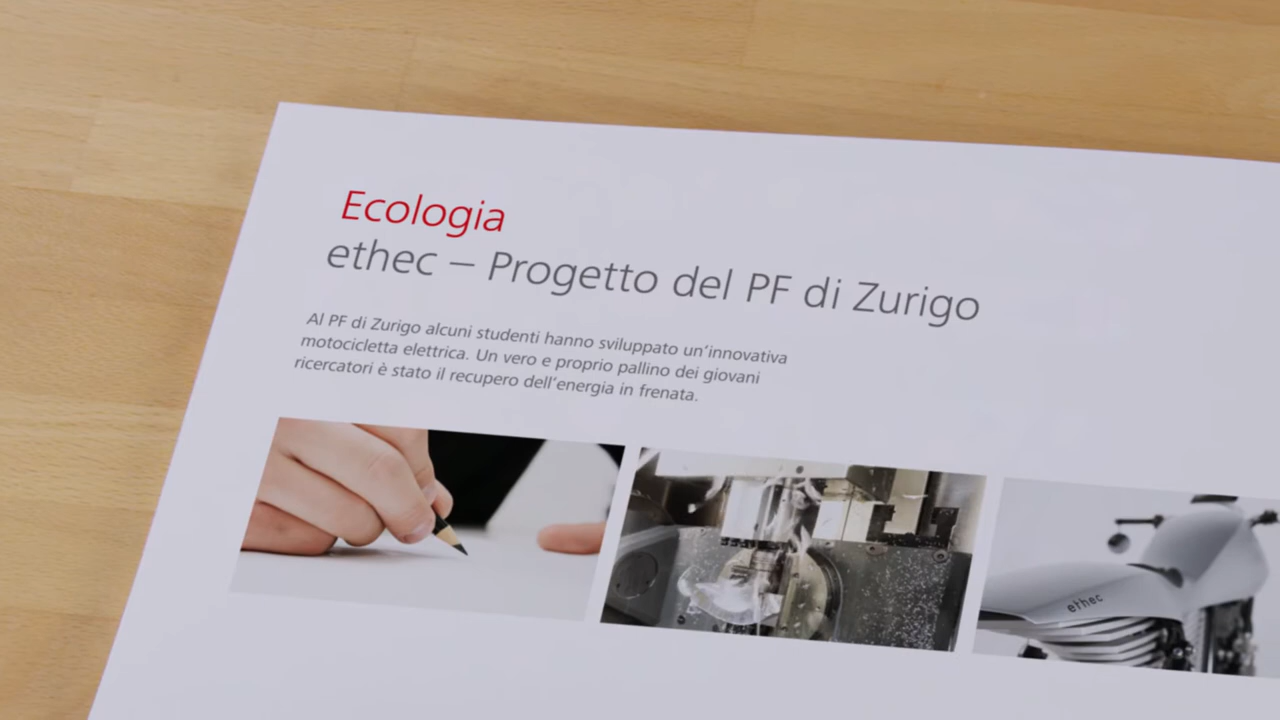 Ecologia
ethec – Progetto del PF di Zurigo
Al PF di Zurigo alcuni studenti hanno sviluppato un'innovativa
motocicletta elettrica. Un vero e proprio pallino dei giovani
ricercatori è stato il recupero dell'energia in frenata.
ethec